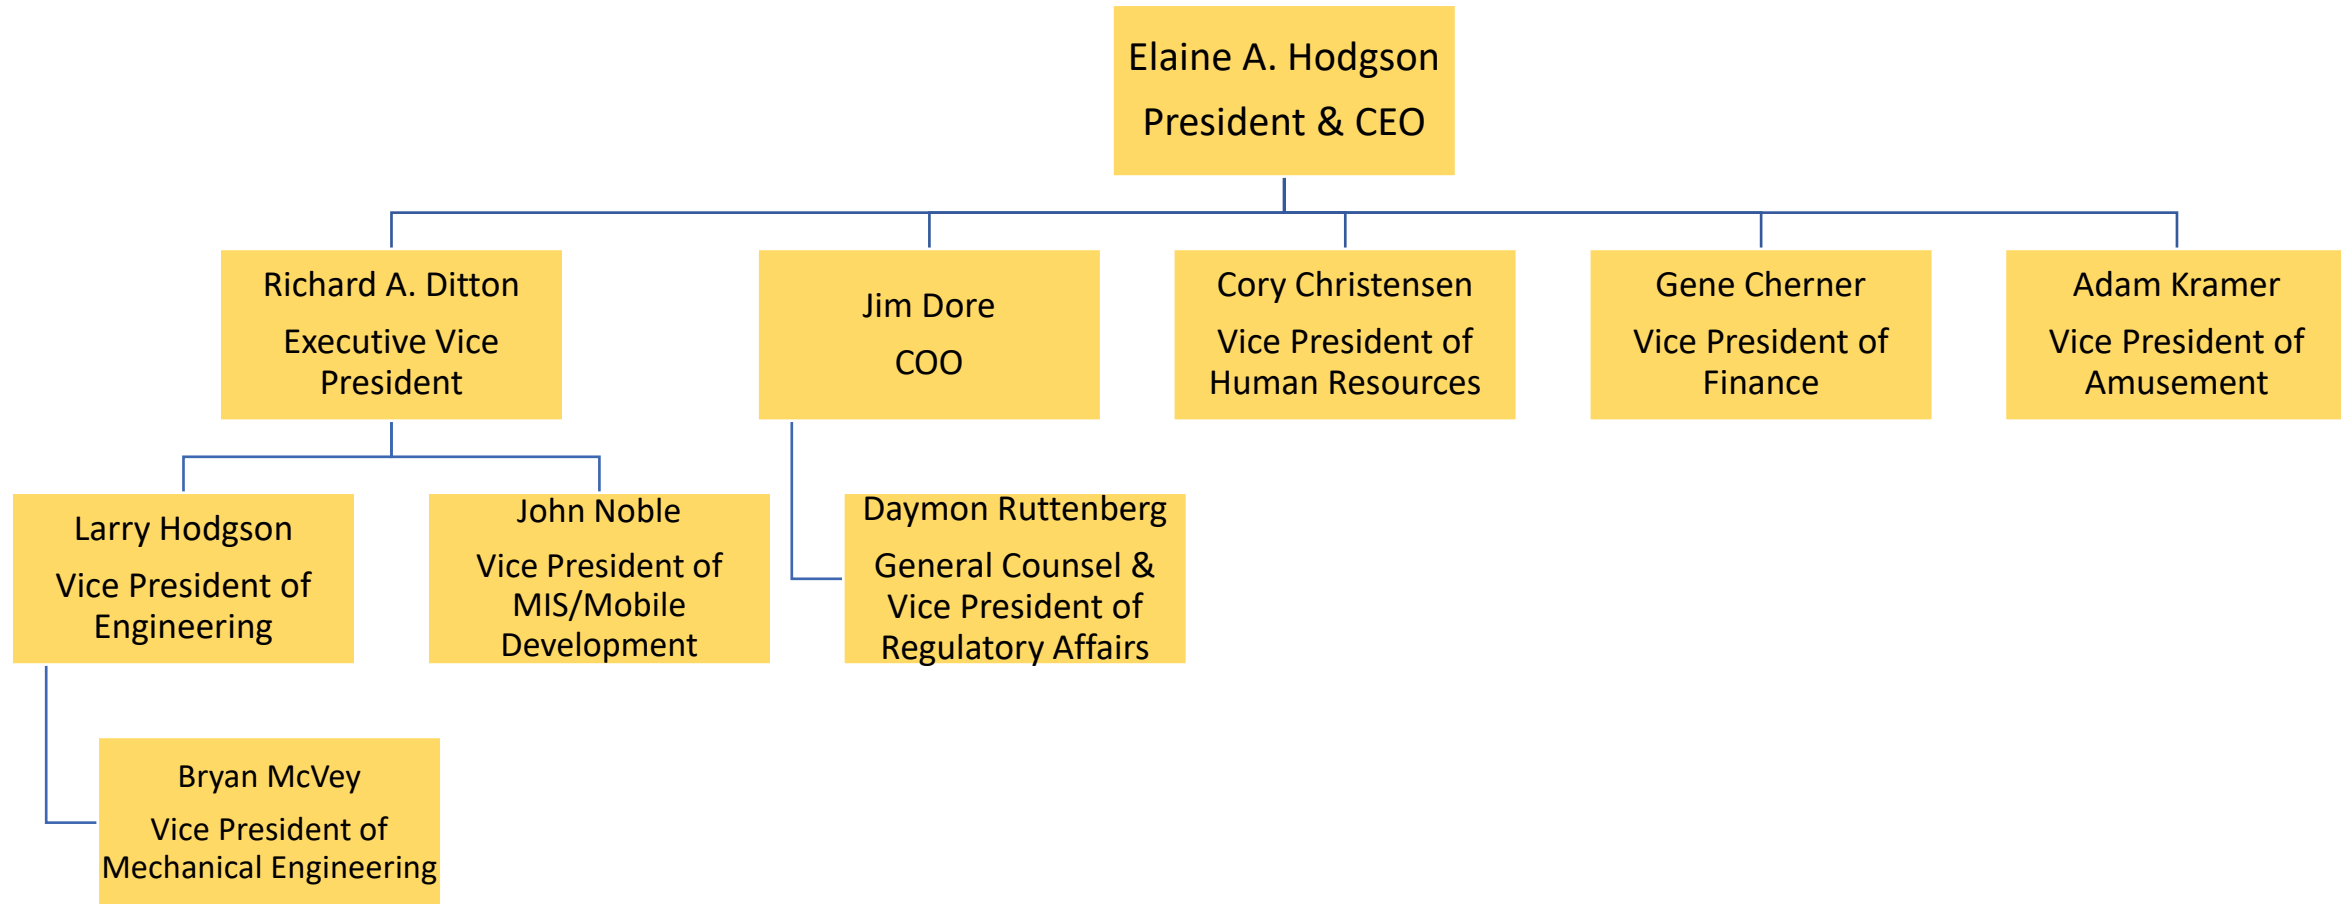 Elaine A. Hodgson
President & CEO
Richard A. Ditton
Executive Vice
President
Jim Dore
COO
Cory Christensen
Vice President of
Human Resources
Gene Cherner
Vice President of
Finance
Adam Kramer
Vice President of
Amusement
Larry Hodgson
Vice President of
Engineering
John Noble
Vice President of
MIS/Mobile
Development
Daymon Ruttenberg
General Counsel &
Vice President of
Regulatory Affairs
Bryan McVey
Vice President of
Mechanical Engineering